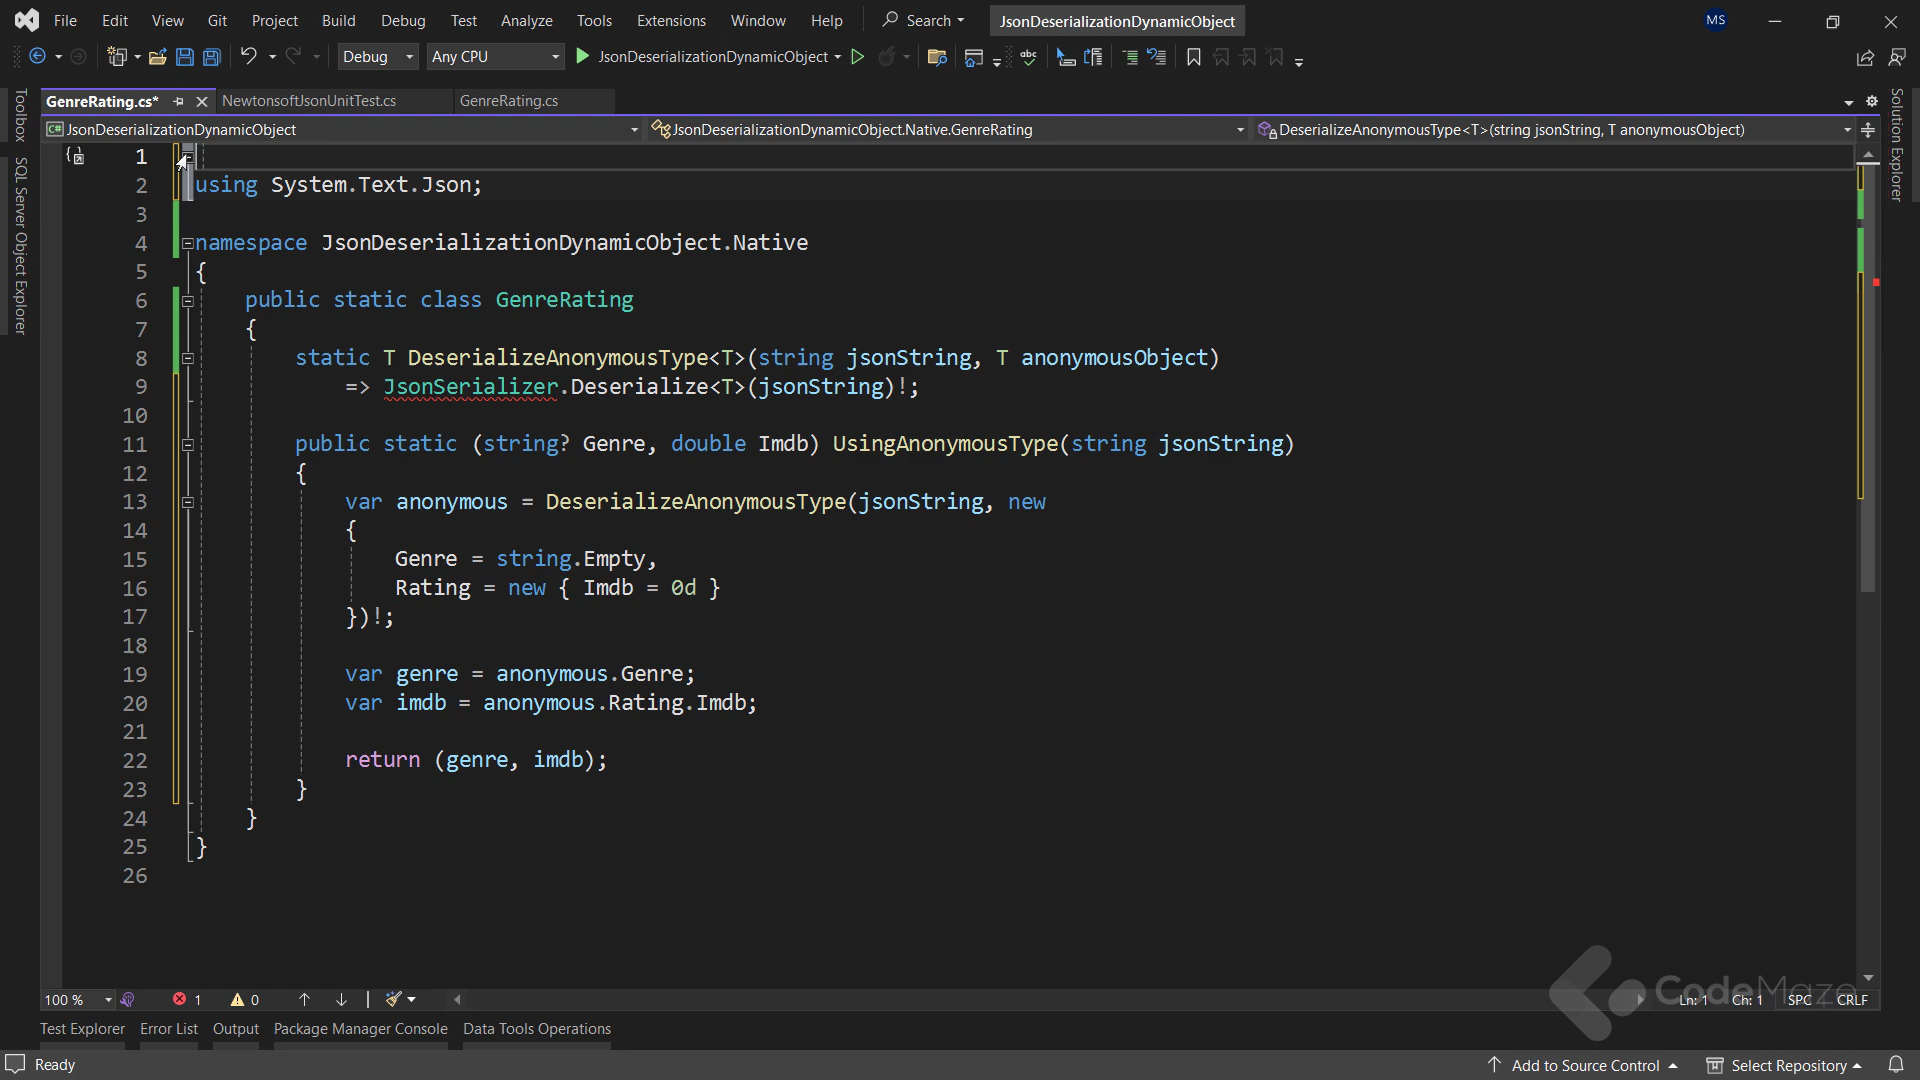 File Edit View Git Project Build Debug Test Analyze Tools Extensions Window Help Search JsonDeserializationDynamicObject MS
Debug Any CPU JsonDeserializationDynamicObject
GenreRating.cs* NewtonsoftJsonUnitTest.cs GenreRating.cs
JsonDeserializationDynamicObject JsonDeserializationDynamicObject.Native.GenreRating DeserializeAnonymousType<T>(string jsonString, T anonymousObject)
Toolbox
SQL Server Object Explorer
Solution Explorer
1
2 using System.Text.Json;
3
4 namespace JsonDeserializationDynamicObject.Native
5 {
6 public static class GenreRating
7 {
8 static T DeserializeAnonymousType<T>(string jsonString, T anonymousObject)
9 => JsonSerializer.Deserialize<T>(jsonString)!;
10
11 public static (string? Genre, double Imdb) UsingAnonymousType(string jsonString)
12 {
13 var anonymous = DeserializeAnonymousType(jsonString, new
14 {
15 Genre = string.Empty,
16 Rating = new { Imdb = 0d }
17 })!;
18
19 var genre = anonymous.Genre;
20 var imdb = anonymous.Rating.Imdb;
21
22 return (genre, imdb);
23 }
24 }
25 }
26
100 % 1 0 Ln: 1 Ch: 1 SPC CRLF
CodeMaze
Test Explorer Error List Output Package Manager Console Data Tools Operations
Ready Add to Source Control Select Repository